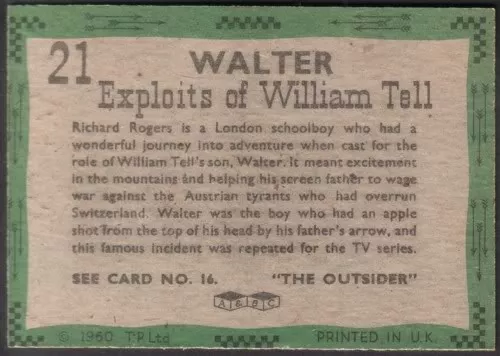 21
WALTER
Exploits of William Tell
Richard Rogers is a London schoolboy who had a
wonderful journey into adventure when cast for the
role of William Tell's son, Walter. It meant excitement
in the mountains and helping his screen father to wage
war against the Austrian tyrants who had overrun
Switzerland. Walter was the boy who had an apple
shot from the top of his head by his father's arrow, and
this famous incident was repeated for the TV series.
SEE CARD NO. 16. "THE OUTSIDER"
A & B C
© 1960 T.P. Ltd PRINTED IN U.K.